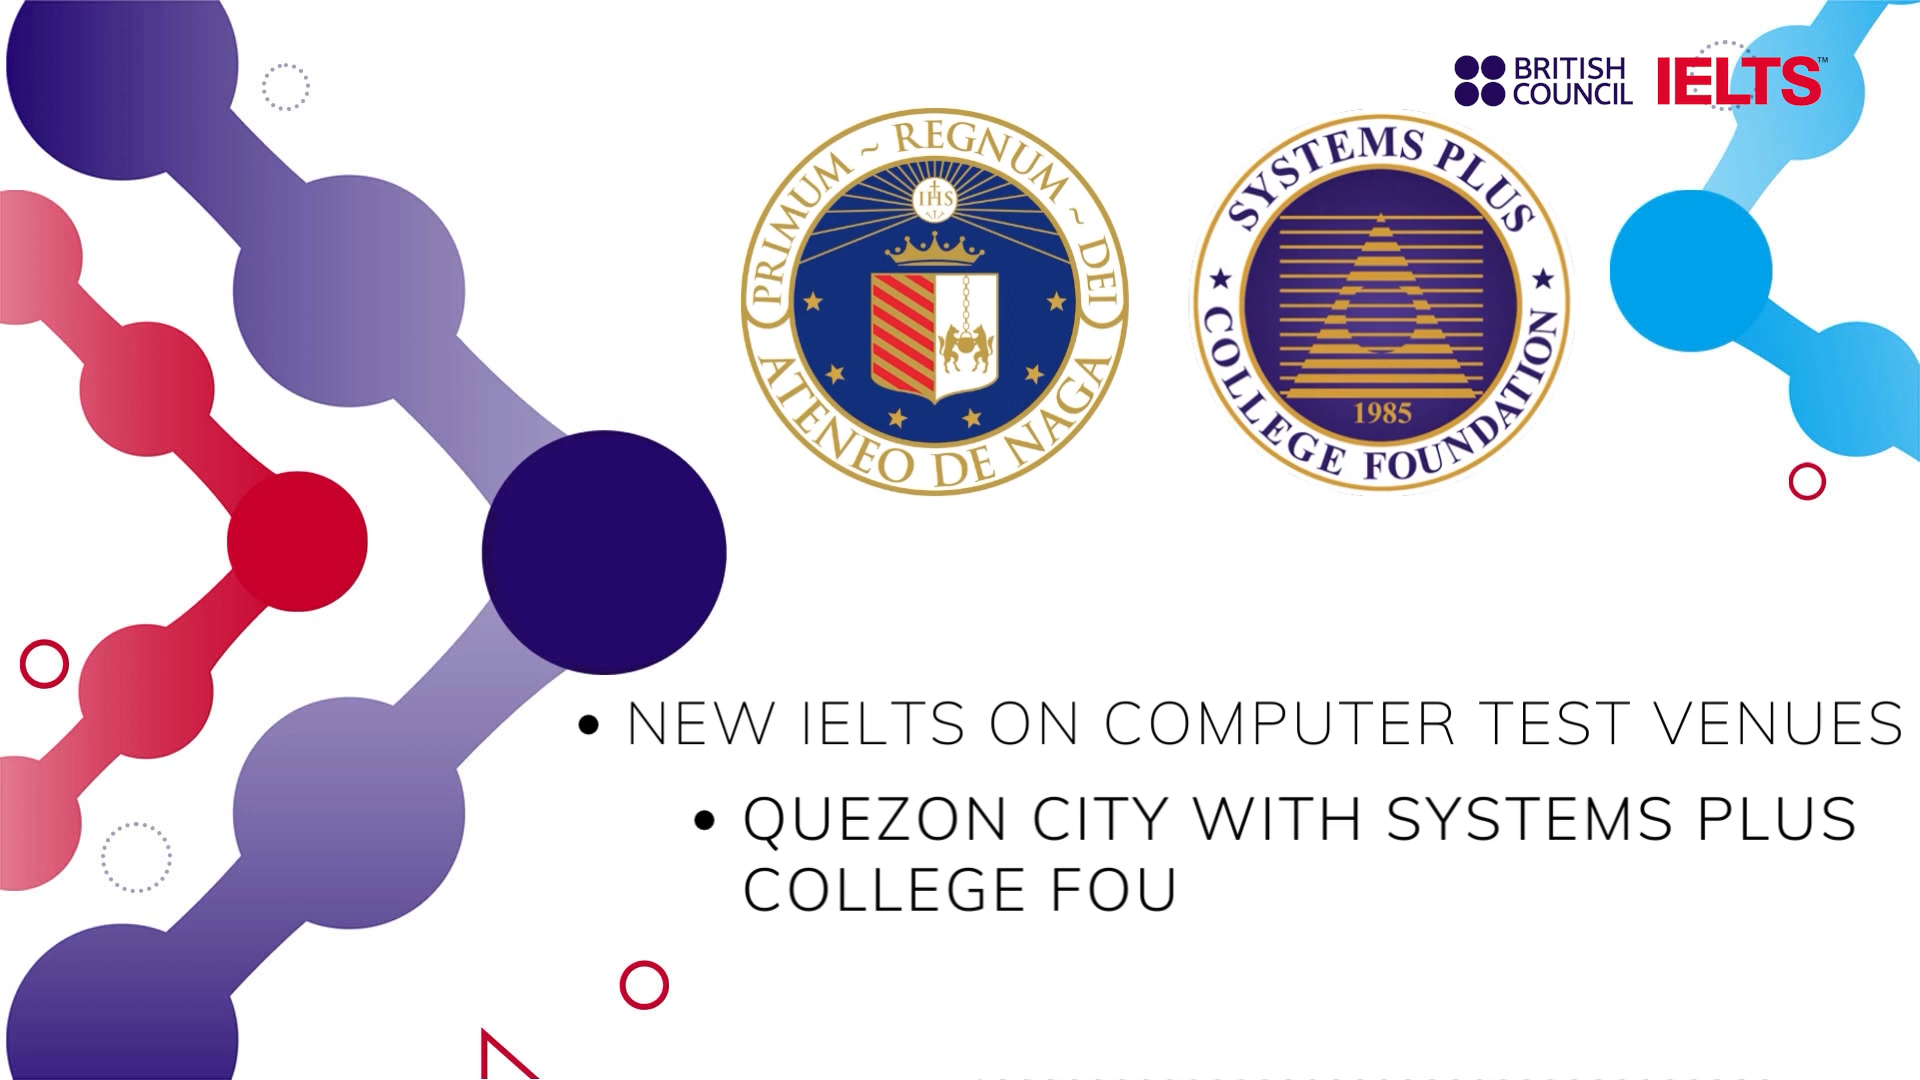 BRITISH COUNCIL IELTS™
PRIMUM ~ REGNUM ~ DEI
IHS
ATENEO DE NAGA
SYSTEMS PLUS
COLLEGE FOUNDATION
1985
• NEW IELTS ON COMPUTER TEST VENUES
• QUEZON CITY WITH SYSTEMS PLUS
COLLEGE FOU